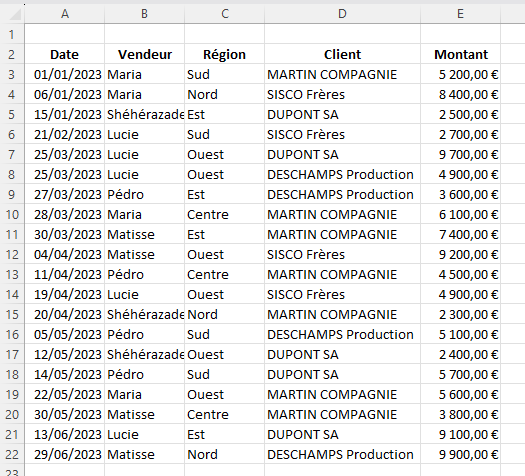 A B C D E
1
2 Date Vendeur Région Client Montant
3 01/01/2023 Maria Sud MARTIN COMPAGNIE 5 200,00 €
4 06/01/2023 Maria Nord SISCO Frères 8 400,00 €
5 15/01/2023 Shéhérazade Est DUPONT SA 2 500,00 €
6 21/02/2023 Lucie Sud SISCO Frères 2 700,00 €
7 25/03/2023 Lucie Ouest DUPONT SA 9 700,00 €
8 25/03/2023 Lucie Ouest DESCHAMPS Production 4 900,00 €
9 27/03/2023 Pédro Est DESCHAMPS Production 3 600,00 €
10 28/03/2023 Maria Centre MARTIN COMPAGNIE 6 100,00 €
11 30/03/2023 Matisse Est MARTIN COMPAGNIE 7 400,00 €
12 04/04/2023 Matisse Ouest SISCO Frères 9 200,00 €
13 11/04/2023 Pédro Centre MARTIN COMPAGNIE 4 500,00 €
14 19/04/2023 Lucie Ouest SISCO Frères 4 900,00 €
15 20/04/2023 Shéhérazade Nord MARTIN COMPAGNIE 2 300,00 €
16 05/05/2023 Pédro Sud DESCHAMPS Production 5 100,00 €
17 12/05/2023 Shéhérazade Ouest DUPONT SA 2 400,00 €
18 14/05/2023 Pédro Sud DUPONT SA 5 700,00 €
19 22/05/2023 Maria Ouest MARTIN COMPAGNIE 5 600,00 €
20 30/05/2023 Matisse Centre MARTIN COMPAGNIE 3 800,00 €
21 13/06/2023 Lucie Est DUPONT SA 9 100,00 €
22 29/06/2023 Matisse Nord DESCHAMPS Production 9 900,00 €
23